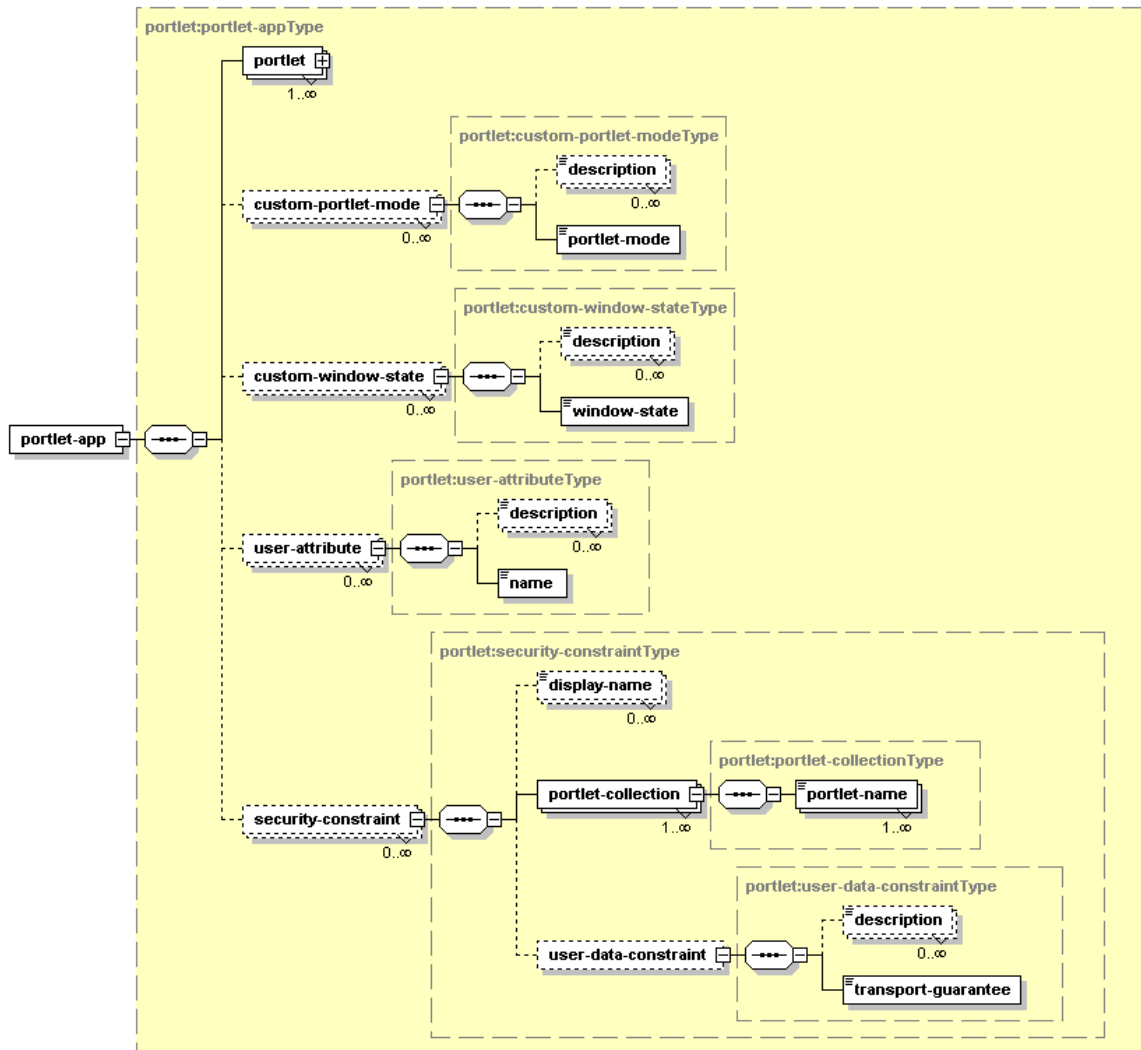 portlet:portlet-appType
portlet
1..∞
portlet:custom-portlet-modeType
description
0..∞
custom-portlet-mode
0..∞
portlet-mode
portlet:custom-window-stateType
description
0..∞
custom-window-state
0..∞
window-state
portlet-app
portlet:user-attributeType
description
0..∞
user-attribute
0..∞
name
portlet:security-constraintType
display-name
0..∞
portlet:portlet-collectionType
portlet-collection
1..∞
portlet-name
1..∞
security-constraint
0..∞
portlet:user-data-constraintType
description
0..∞
user-data-constraint
transport-guarantee